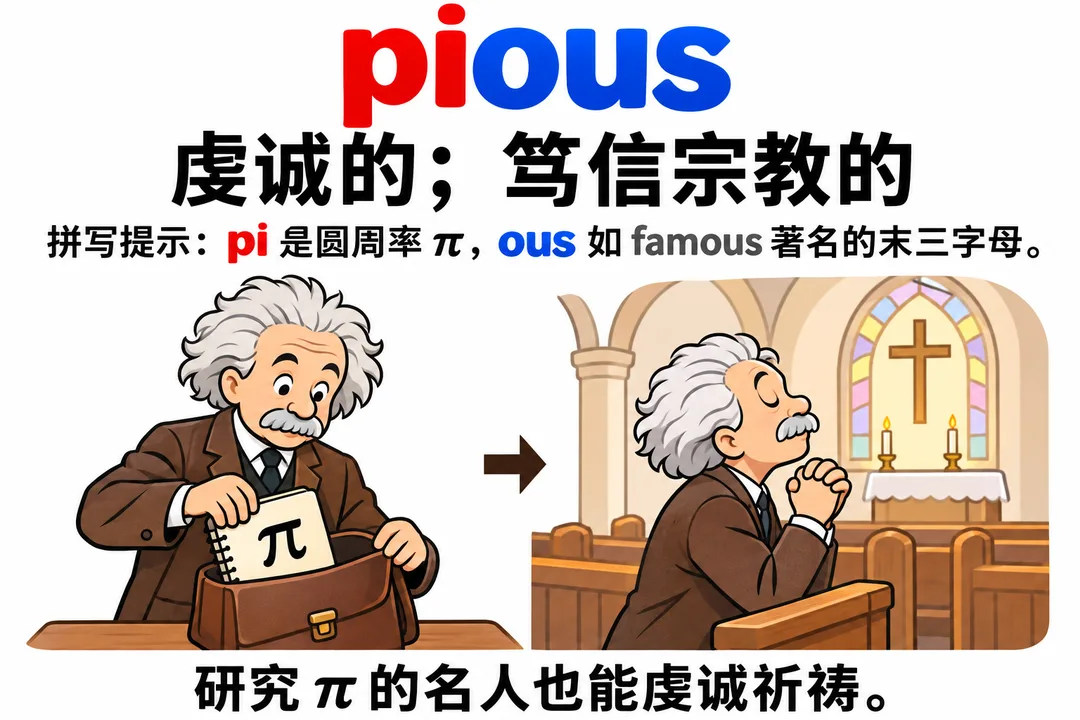 pious
虔诚的；笃信宗教的
拼写提示：pi 是圆周率 π，ous 如 famous 著名的末三字母。
π
研究 π 的名人也能虔诚祈祷。